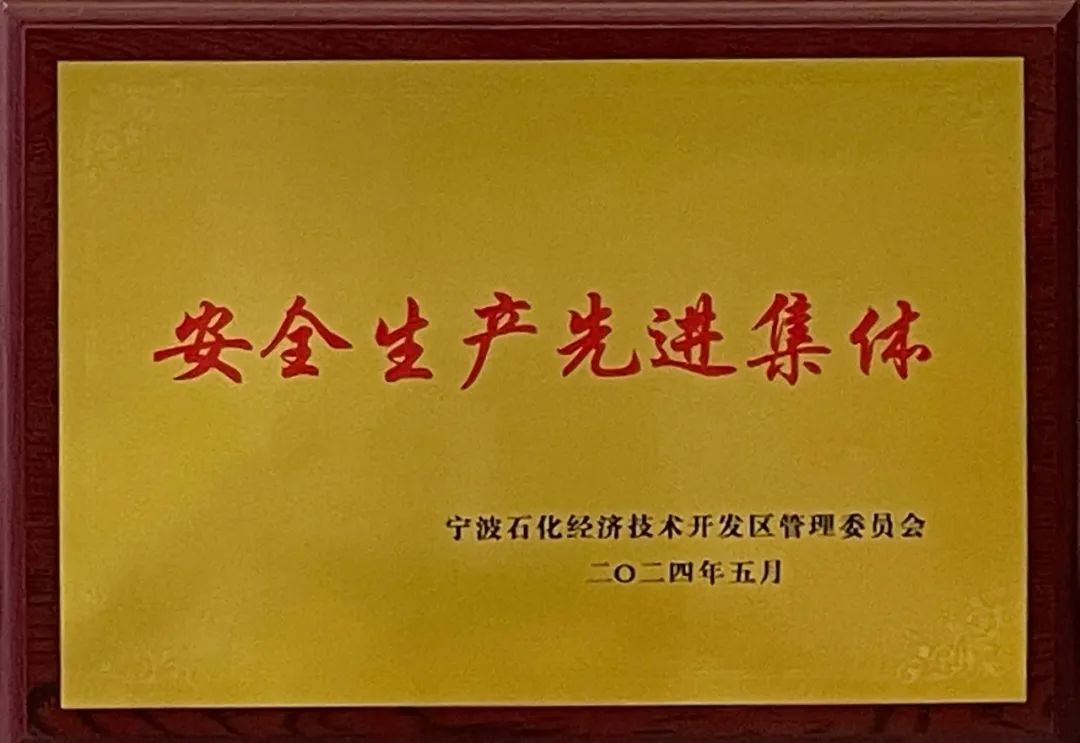 安全生产先进集体
宁波石化经济技术开发区管理委员会
二〇二四年五月